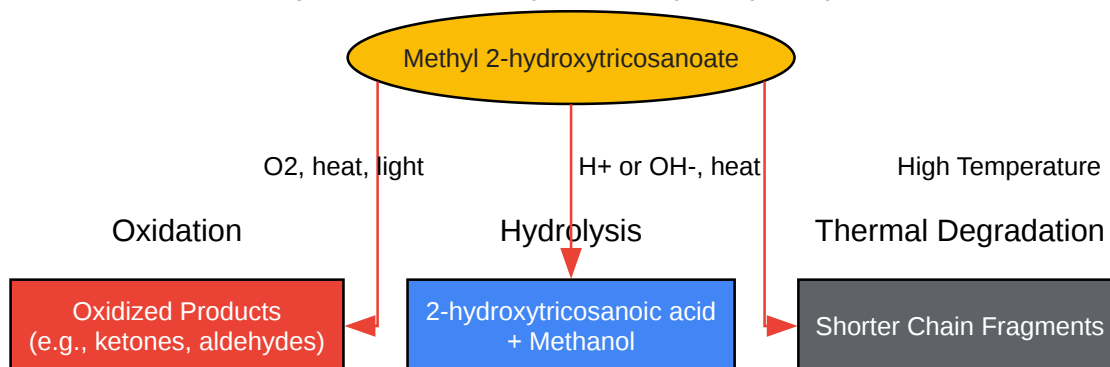 Methyl 2-hydroxytricosanoate
O2, heat, light
H+ or OH-, heat
High Temperature
Oxidation
Hydrolysis
Thermal Degradation
Oxidized Products
(e.g., ketones, aldehydes)
2-hydroxytricosanoic acid
+ Methanol
Shorter Chain Fragments